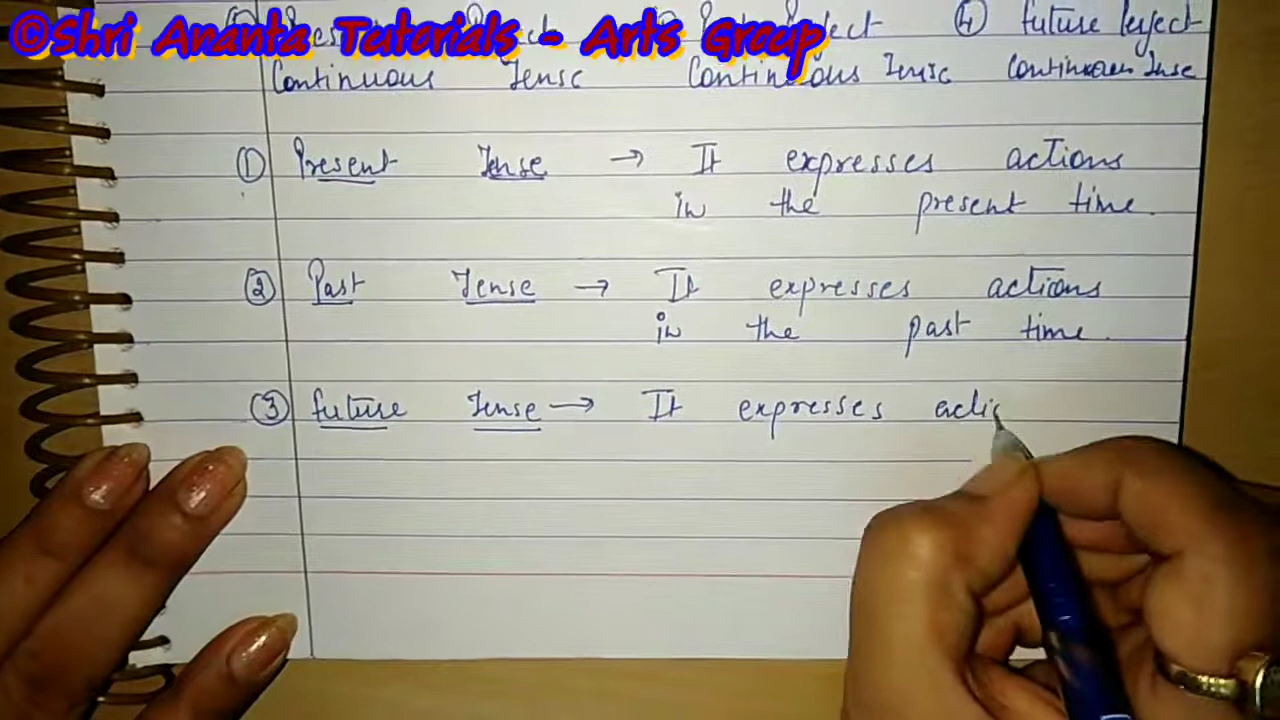 ©Shri Ananta Tutorials - Arts Group
④ future Perfect
Continuous Tense Continuous Tense Continuous Tense
① Present Tense → It expresses actions
in the present time.
② Past Tense → It expresses actions
in the past time.
③ future Tense → It expresses actio